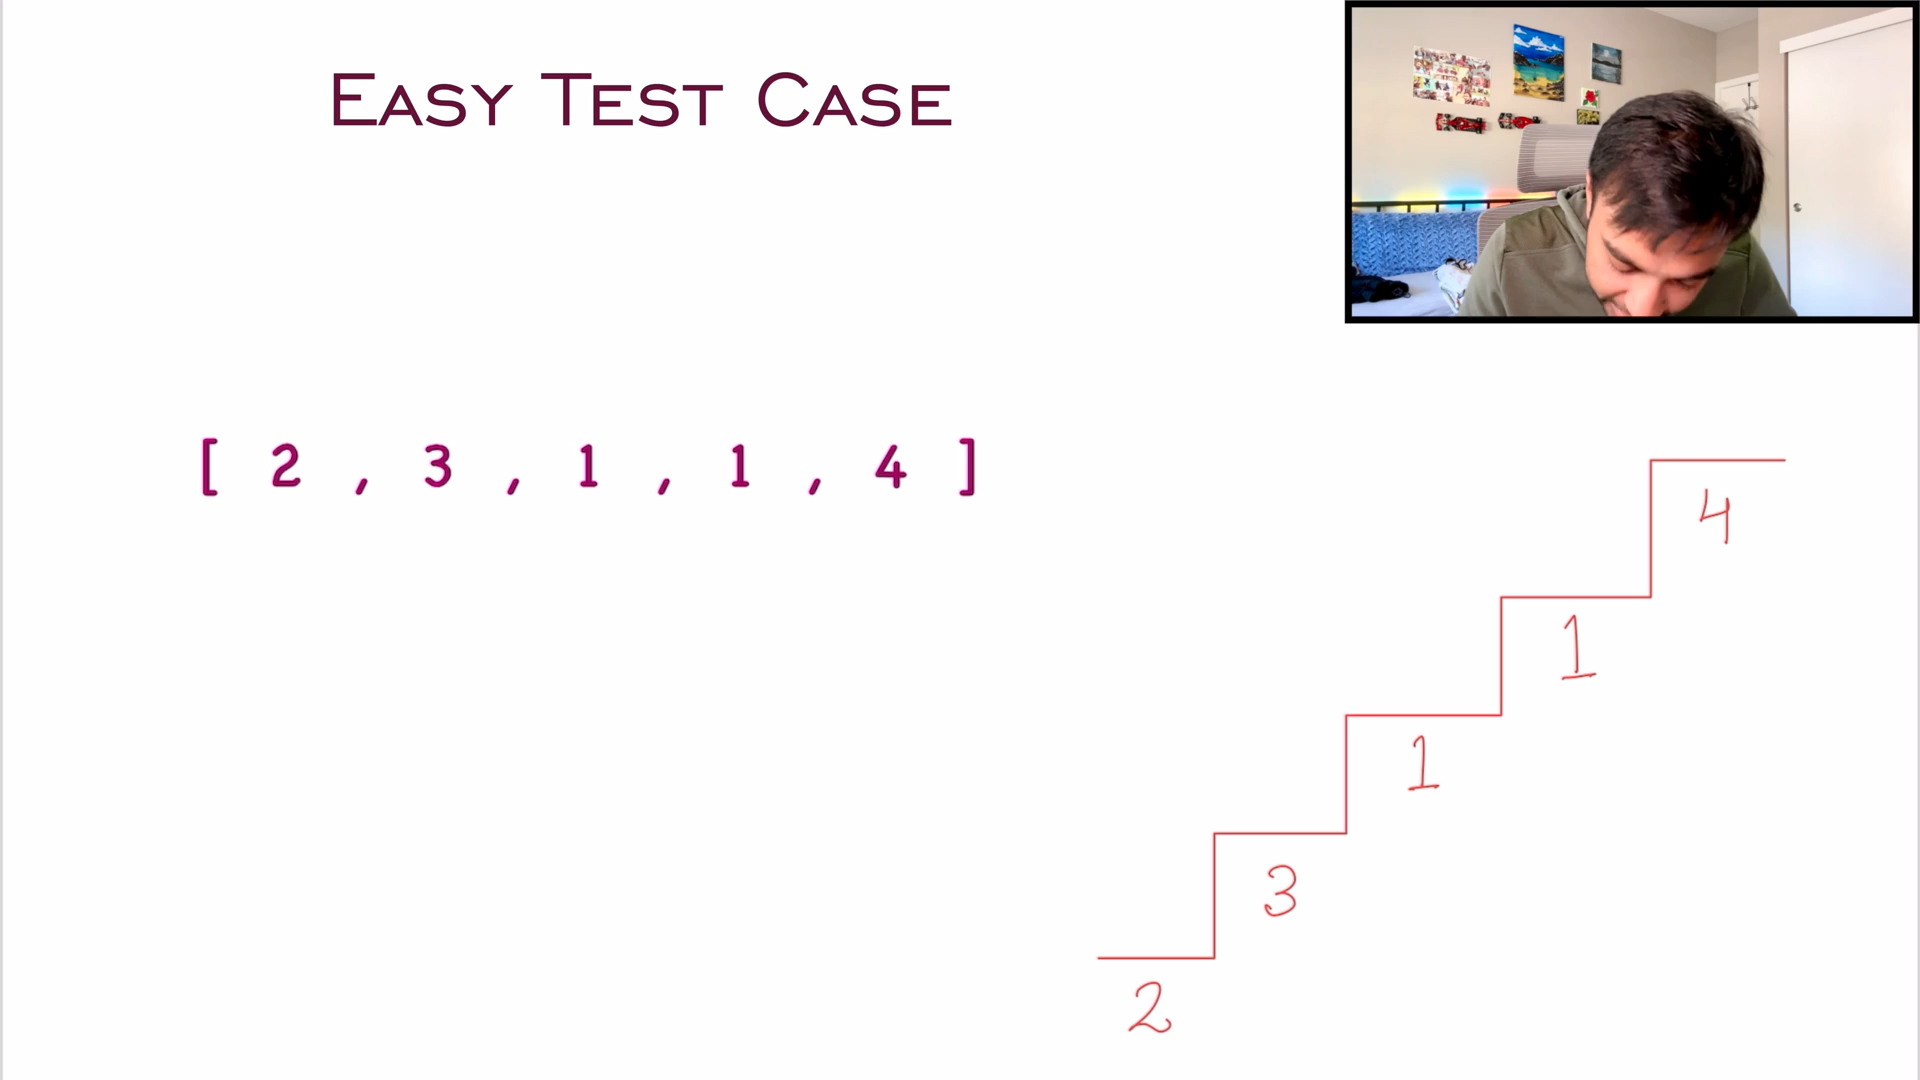 EASY TEST CASE
[ 2 , 3 , 1 , 1 , 4 ]
4
1
1
3
2